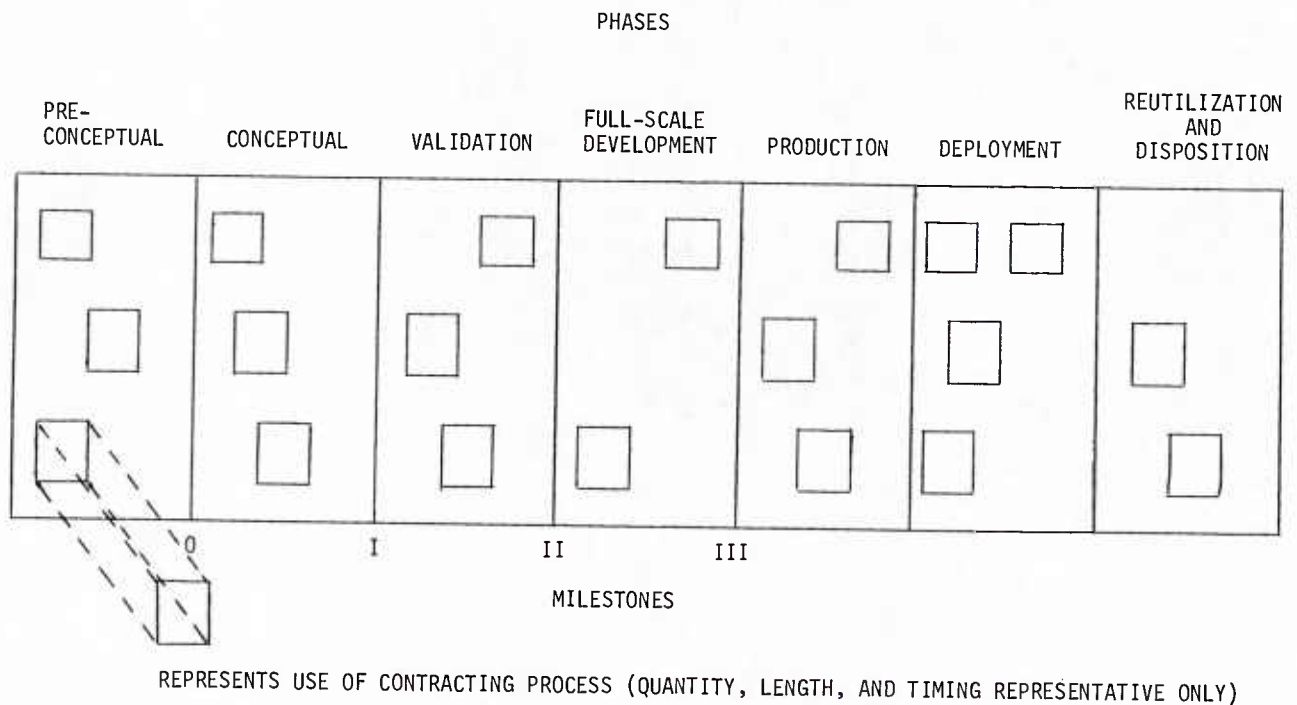 PHASES
PRE-
CONCEPTUAL
CONCEPTUAL
VALIDATION
FULL-SCALE
DEVELOPMENT
PRODUCTION
DEPLOYMENT
REUTILIZATION
AND
DISPOSITION
0
I
II
III
MILESTONES
REPRESENTS USE OF CONTRACTING PROCESS (QUANTITY, LENGTH, AND TIMING REPRESENTATIVE ONLY)